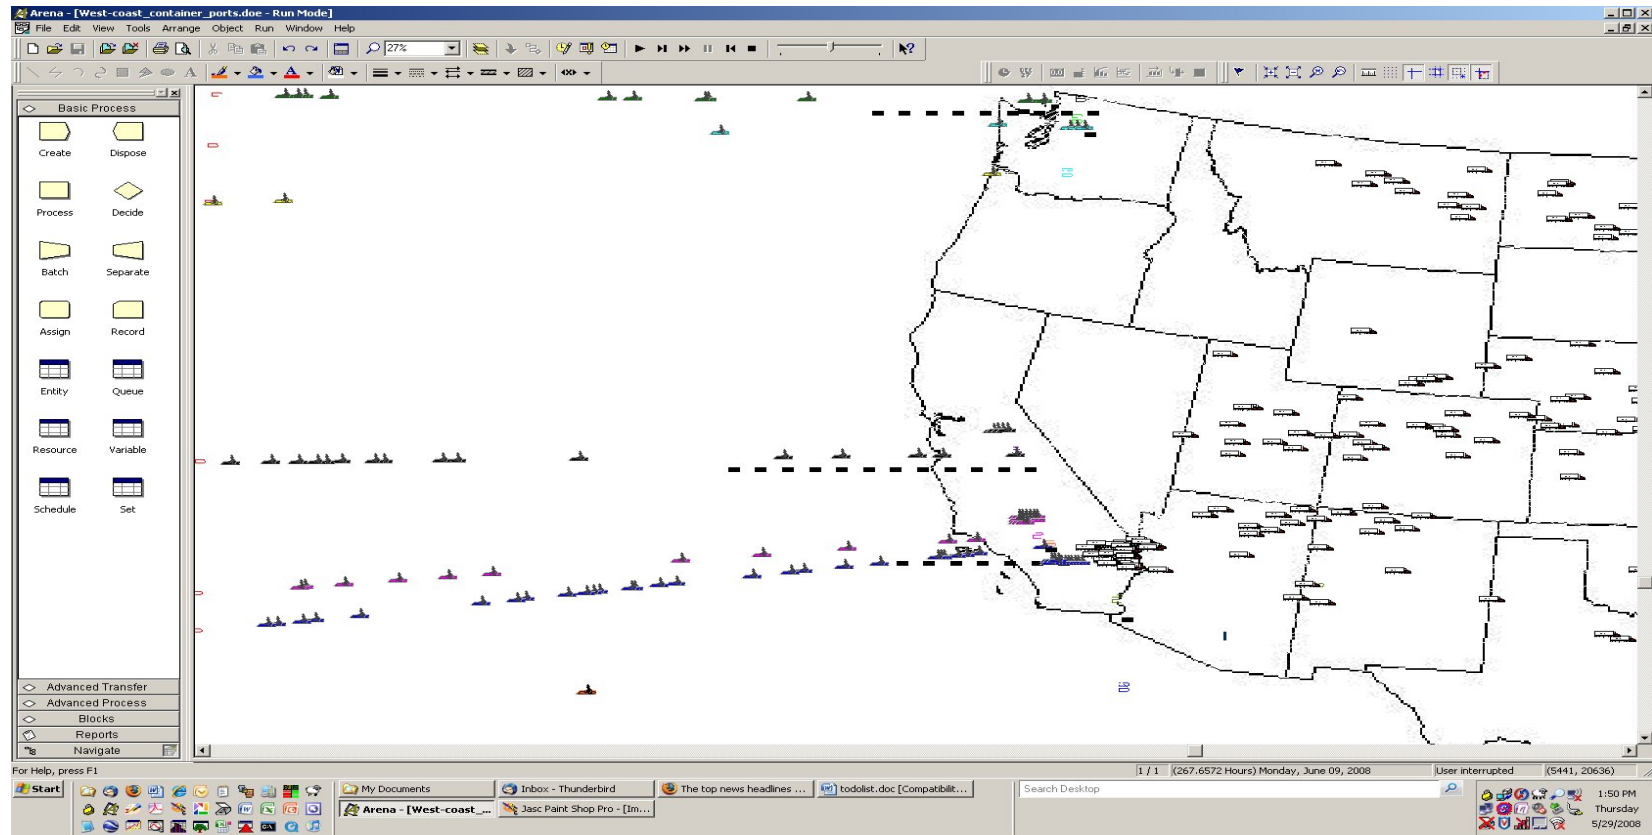 Arena - [West-coast_container_ports.doe - Run Mode]
File Edit View Tools Arrange Object Run Window Help
27%
Basic Process
Create Dispose
Process Decide
Batch Separate
Assign Record
Entity Queue
Resource Variable
Schedule Set
Advanced Transfer
Advanced Process
Blocks
Reports
Navigate
For Help, press F1
1 / 1 (267.6572 Hours) Monday, June 09, 2008 User interrupted (5441, 20636)
Start My Documents Inbox - Thunderbird The top news headlines ... todolist.doc [Compatibilit... Search Desktop
Arena - [West-coast_... Jasc Paint Shop Pro - [Im...
1:50 PM
Thursday
5/29/2008